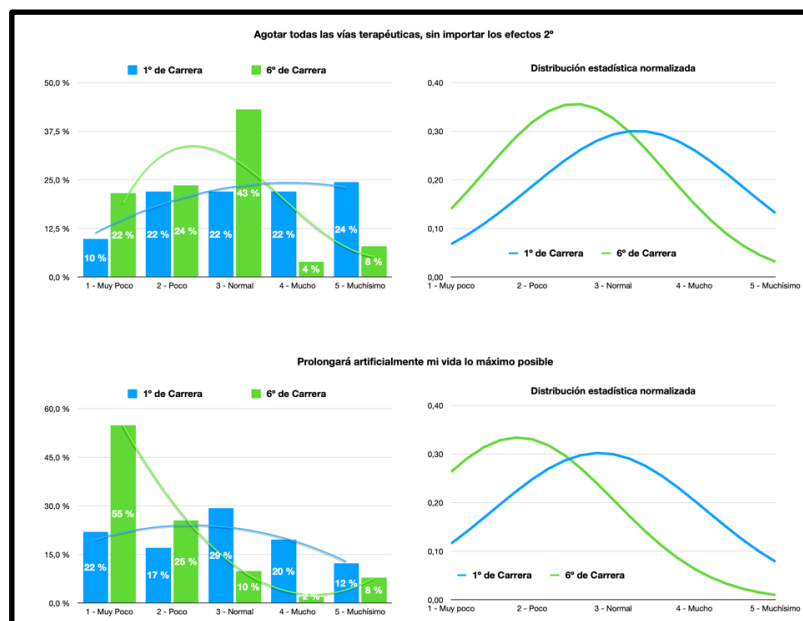 Agotar todas las vías terapéuticas, sin importar los efectos 2º
1º de Carrera 6º de Carrera
50,0 %
37,5 %
25,0 %
12,5 %
0,0 %
10 % 22 % 22 % 24 % 22 % 43 % 22 % 4 % 24 % 8 %
1 - Muy Poco 2 - Poco 3 - Normal 4 - Mucho 5 - Muchísimo
Distribución estadística normalizada
0,40
0,30
0,20
0,10
0,00
1º de Carrera 6º de Carrera
1 - Muy poco 2 - Poco 3 - Normal 4 - Mucho 5 - Muchísimo
Prolongará artificialmente mi vida lo máximo posible
1º de Carrera 6º de Carrera
60,0 %
45,0 %
30,0 %
15,0 %
0,0 %
22 % 55 % 17 % 25 % 29 % 10 % 20 % 2 % 12 % 8 %
1 - Muy Poco 2 - Poco 3 - Normal 4 - Mucho 5 - Muchísimo
Distribución estadística normalizada
0,40
0,30
0,20
0,10
0,00
1º de Carrera 6º de Carrera
1 - Muy poco 2 - Poco 3 - Normal 4 - Mucho 5 - Muchísimo